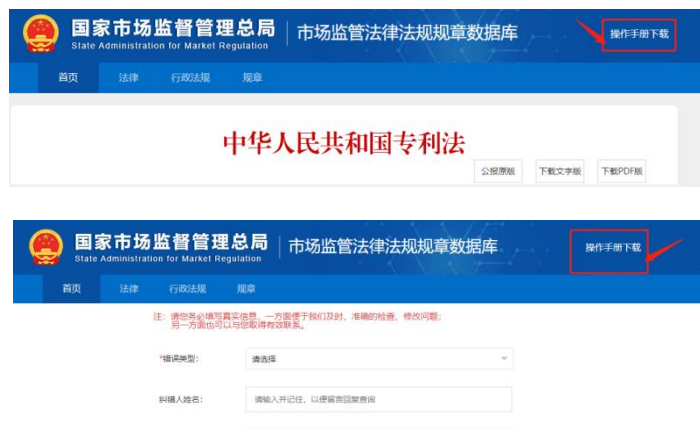 国家市场监督管理总局
State Administration for Market Regulation
市场监管法律法规规章数据库
操作手册下载
首页 法律 行政法规 规章
中华人民共和国专利法
公报原版 下载文字版 下载PDF版
国家市场监督管理总局
State Administration for Market Regulation
市场监管法律法规规章数据库
操作手册下载
首页 法律 行政法规 规章
注：请您务必填写真实信息，一方面便于我们及时、准确的检查、修改问题；
另一方面也可以与您取得有效联系。
*错误类型： 请选择
纠错人姓名： 请输入并记住，以便留言回复查询